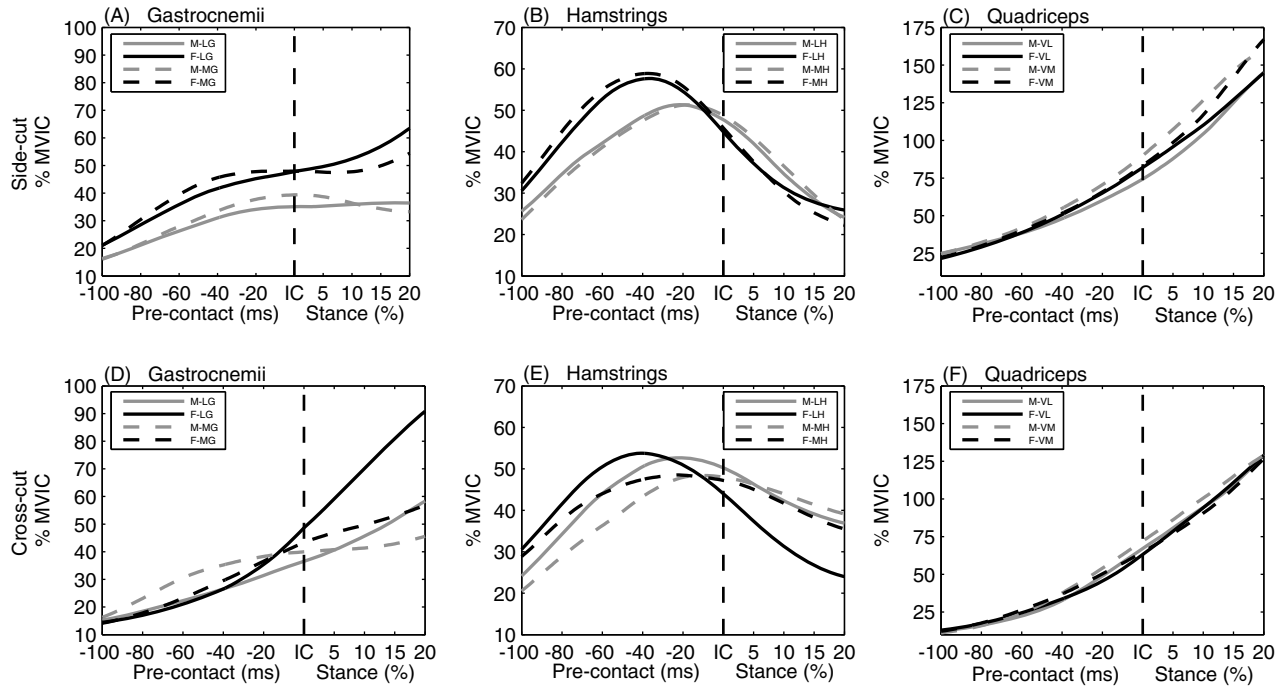 (A) Gastrocnemii
100
90
80
70
60
50
40
30
20
10
Side-cut
% MVIC
M-LG
F-LG
M-MG
F-MG
-100 -80 -60 -40 -20 IC 5 10 15 20
Pre-contact (ms) Stance (%)
(B) Hamstrings
70
60
50
40
30
20
10
% MVIC
M-LH
F-LH
M-MH
F-MH
-100 -80 -60 -40 -20 IC 5 10 15 20
Pre-contact (ms) Stance (%)
(C) Quadriceps
175
150
125
100
75
50
25
% MVIC
M-VL
F-VL
M-VM
F-VM
-100 -80 -60 -40 -20 IC 5 10 15 20
Pre-contact (ms) Stance (%)
(D) Gastrocnemii
100
90
80
70
60
50
40
30
20
10
Cross-cut
% MVIC
M-LG
F-LG
M-MG
F-MG
-100 -80 -60 -40 -20 IC 5 10 15 20
Pre-contact (ms) Stance (%)
(E) Hamstrings
70
60
50
40
30
20
10
% MVIC
M-LH
F-LH
M-MH
F-MH
-100 -80 -60 -40 -20 IC 5 10 15 20
Pre-contact (ms) Stance (%)
(F) Quadriceps
175
150
125
100
75
50
25
% MVIC
M-VL
F-VL
M-VM
F-VM
-100 -80 -60 -40 -20 IC 5 10 15 20
Pre-contact (ms) Stance (%)